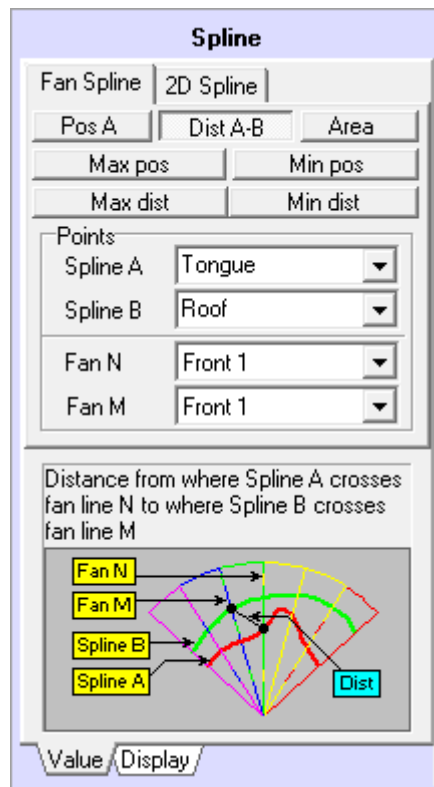 Spline
Fan Spline 2D Spline
Pos A Dist A-B Area
Max pos Min pos
Max dist Min dist
Points
Spline A Tongue
Spline B Roof
Fan N Front 1
Fan M Front 1
Distance from where Spline A crosses
fan line N to where Spline B crosses
fan line M
Fan N
Fan M
Spline B
Spline A Dist
Value Display